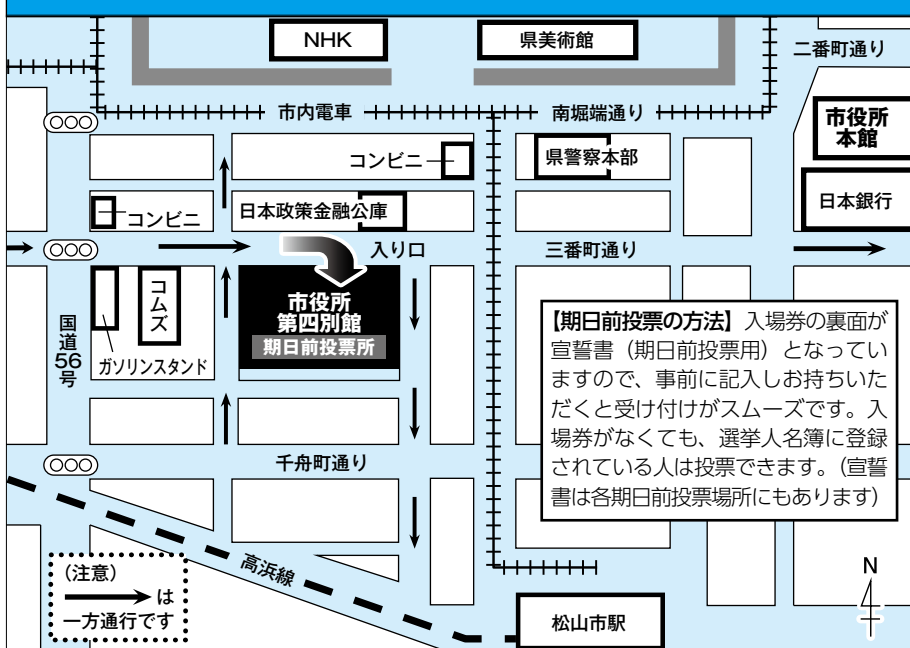 NHK
県美術館
二番町通り
市内電車
南堀端通り
市役所
本館
コンビニ
県警察本部
日本銀行
コンビニ
日本政策金融公庫
入り口
三番町通り
コムズ
市役所
第四別館
期日前投票所
国道56号
ガソリンスタンド
【期日前投票の方法】入場券の裏面が
宣誓書（期日前投票用）となってい
ますので、事前に記入しお持ちいた
だくと受け付けがスムーズです。入
場券がなくても、選挙人名簿に登録
されている人は投票できます。（宣誓
書は各期日前投票場所にもあります）
千舟町通り
高浜線
（注意）
は
一方通行です
松山市駅
N